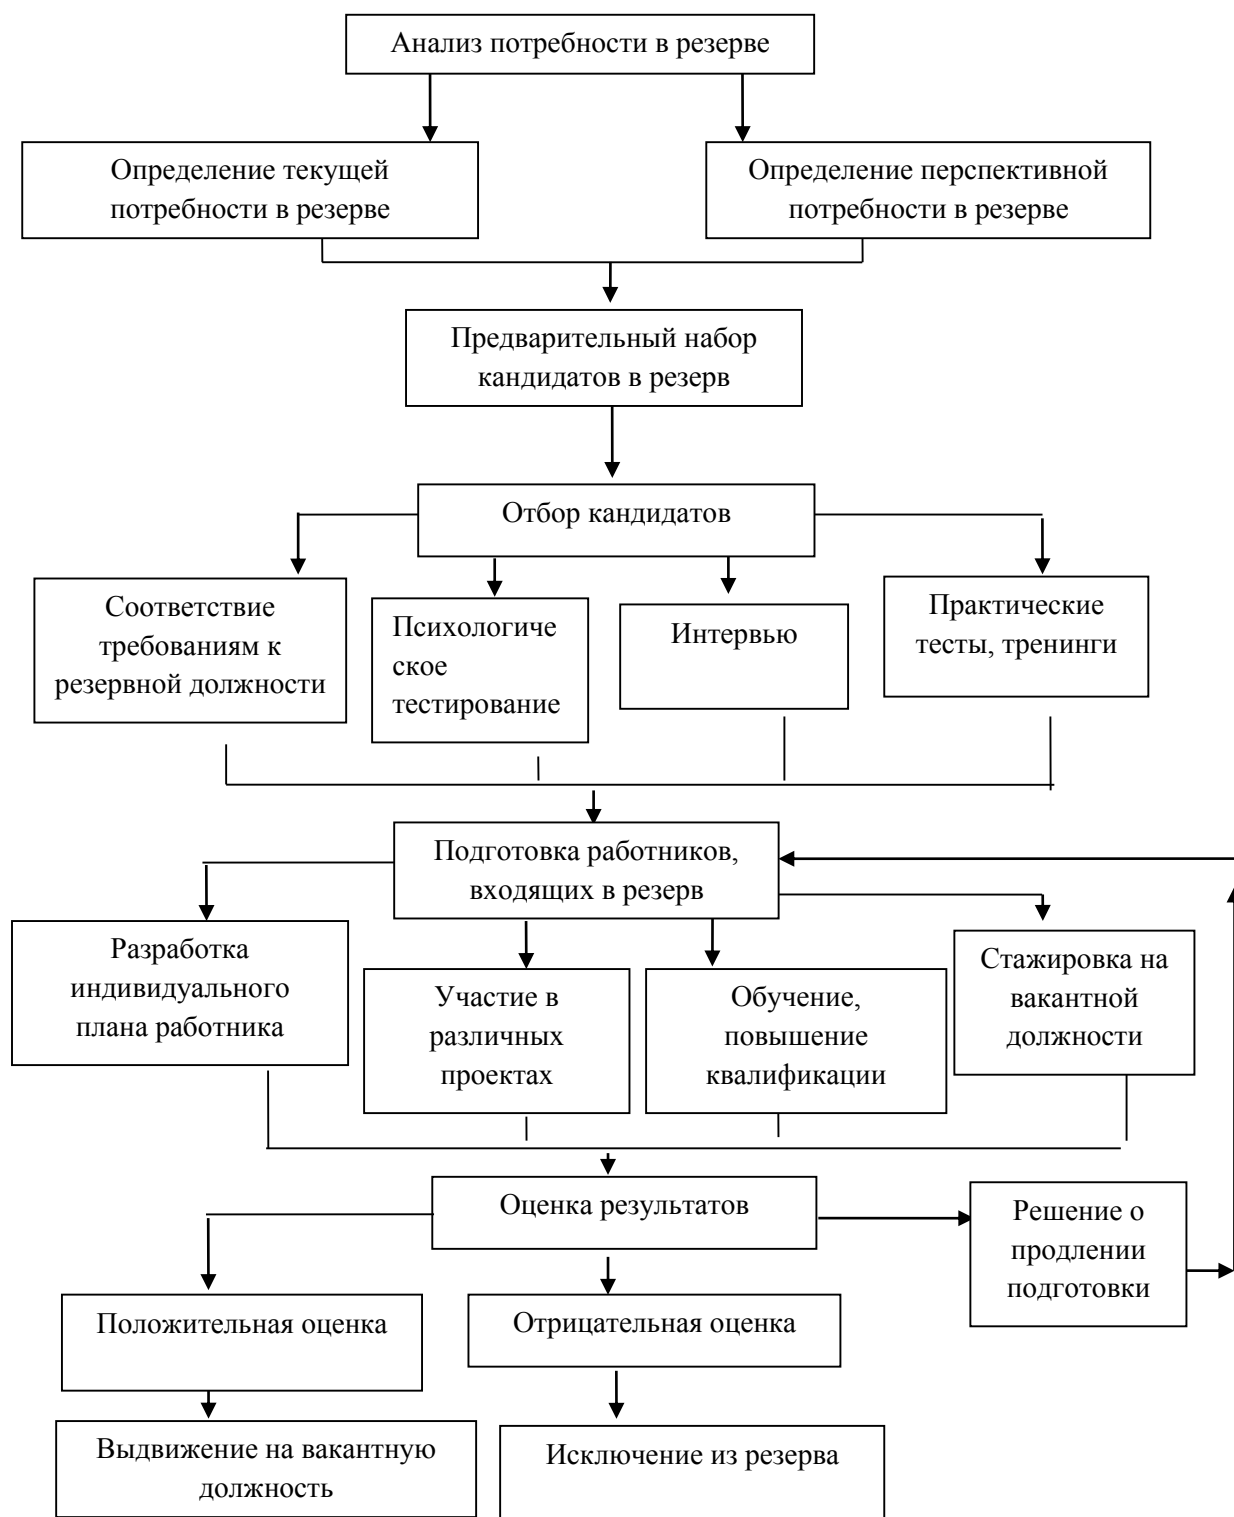 Анализ потребности в резерве
Определение текущей
потребности в резерве
Определение перспективной
потребности в резерве
Предварительный набор
кандидатов в резерв
Отбор кандидатов
Соответствие
требованиям к
резервной должности
Психологиче
ское
тестирование
Интервью
Практические
тесты, тренинги
Подготовка работников,
входящих в резерв
Разработка
индивидуального
плана работника
Участие в
различных
проектах
Обучение,
повышение
квалификации
Стажировка на
вакантной
должности
Оценка результатов
Решение о
продлении
подготовки
Положительная оценка
Отрицательная оценка
Выдвижение на вакантную
должность
Исключение из резерва